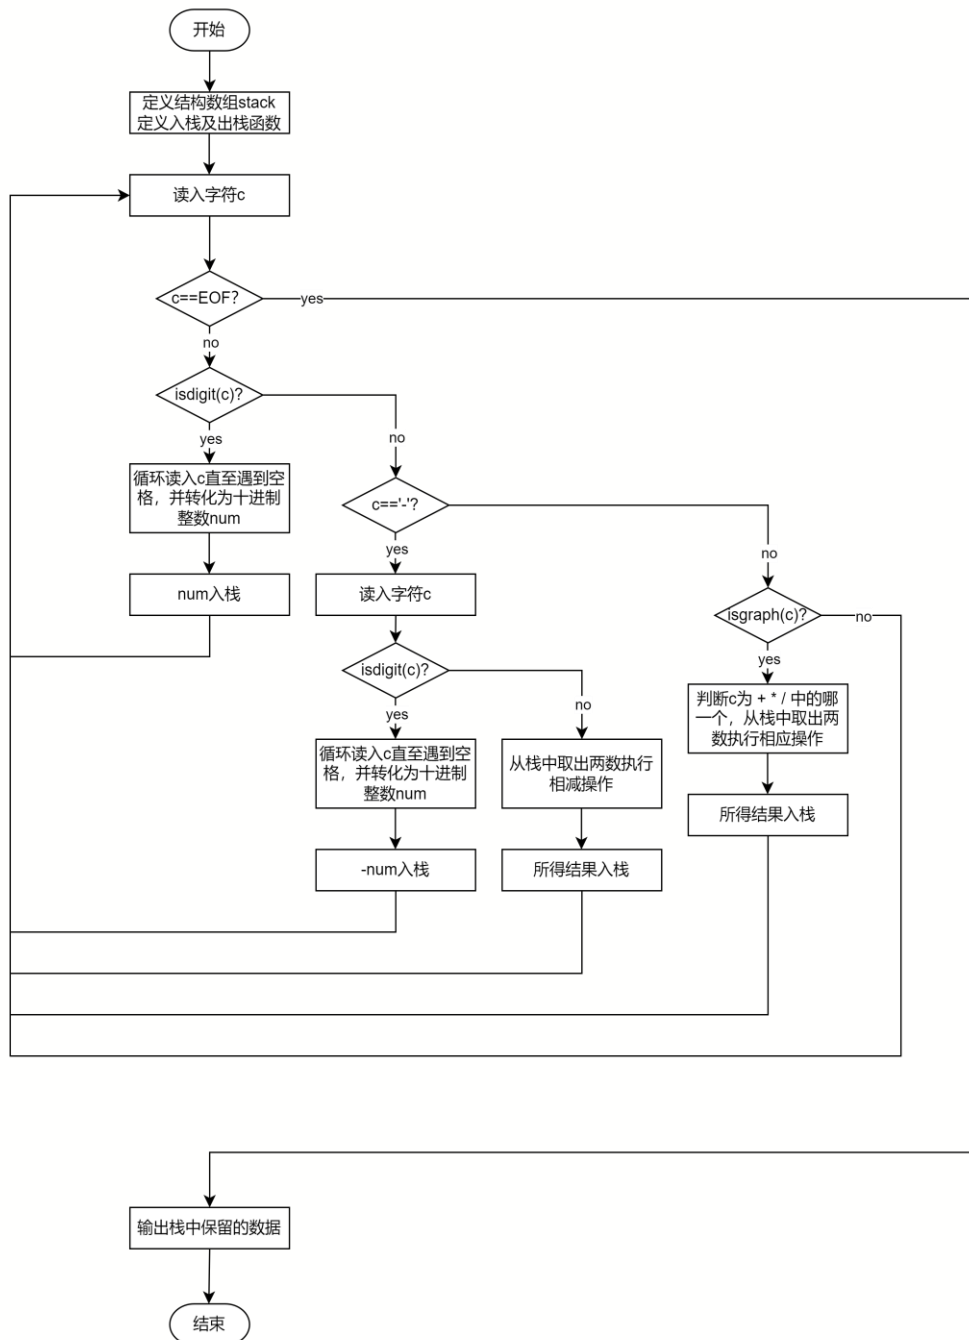 开始
定义结构数组stack
定义入栈及出栈函数
读入字符c
c==EOF?
yes
no
isdigit(c)?
yes
no
循环读入c直至遇到空
格，并转化为十进制
整数num
num入栈
c=='-'?
yes
no
读入字符c
isdigit(c)?
yes
no
循环读入c直至遇到空
格，并转化为十进制
整数num
-num入栈
从栈中取出两数执行
相减操作
所得结果入栈
isgraph(c)?
no
yes
判断c为 + * / 中的哪
一个，从栈中取出两
数执行相应操作
所得结果入栈
输出栈中保留的数据
结束